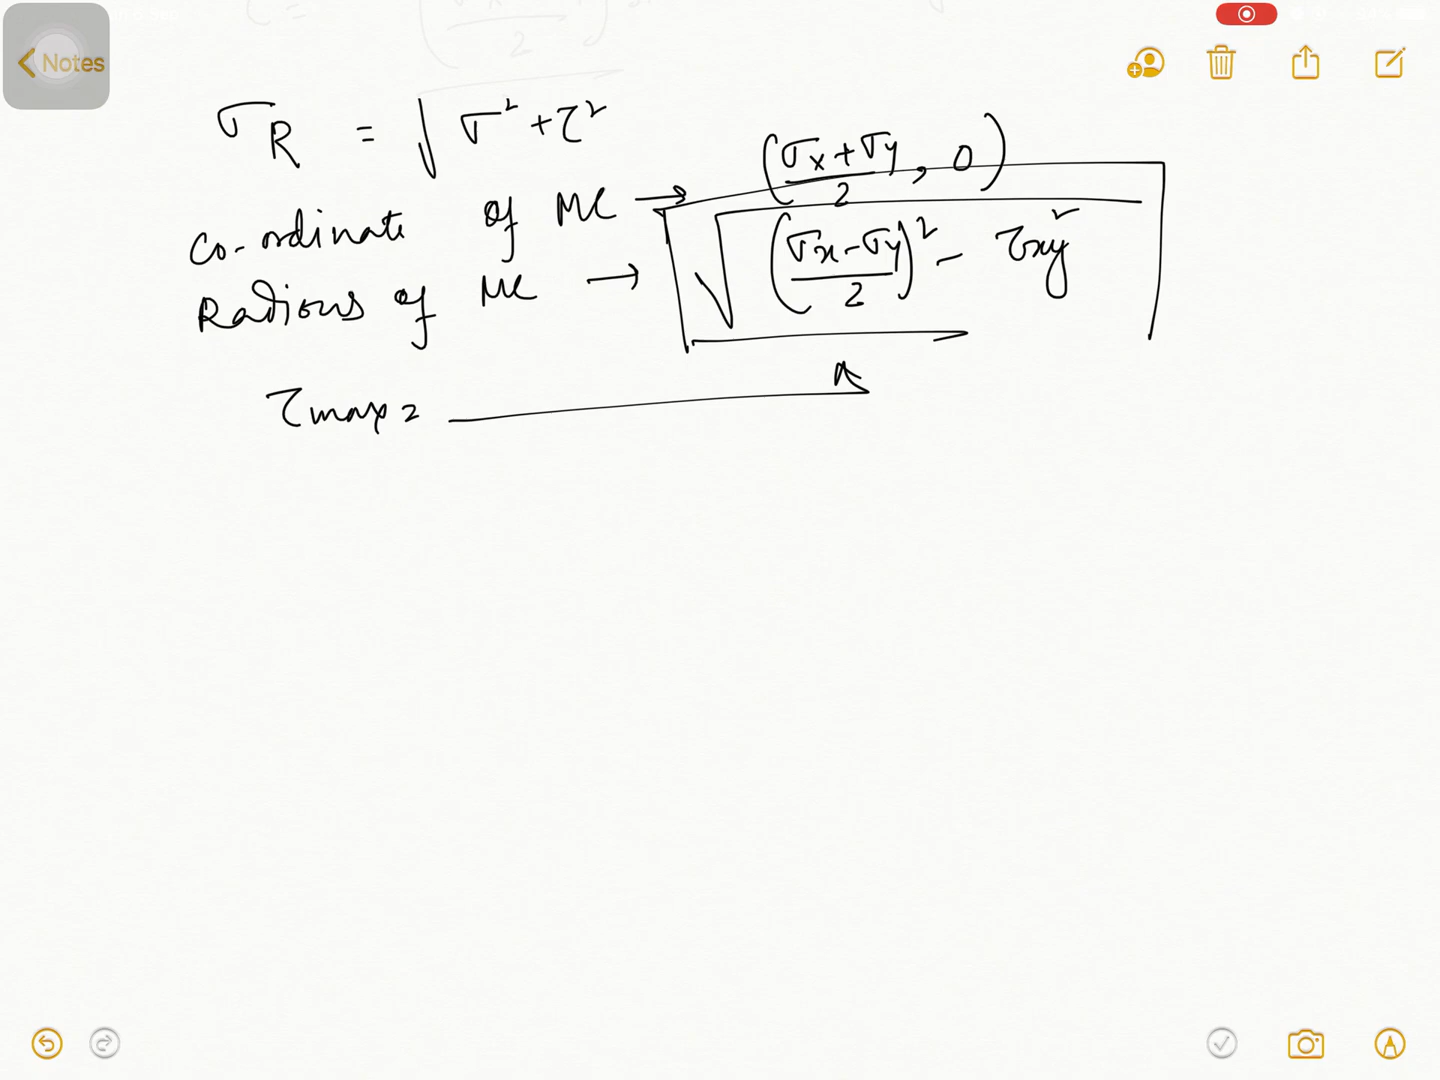 Notes
σR = √σ² + τ²
Co-ordinate of MC → (σx + σy / 2 , 0)
Radious of MC → √(σx - σy / 2)² - τxy²
τmax =